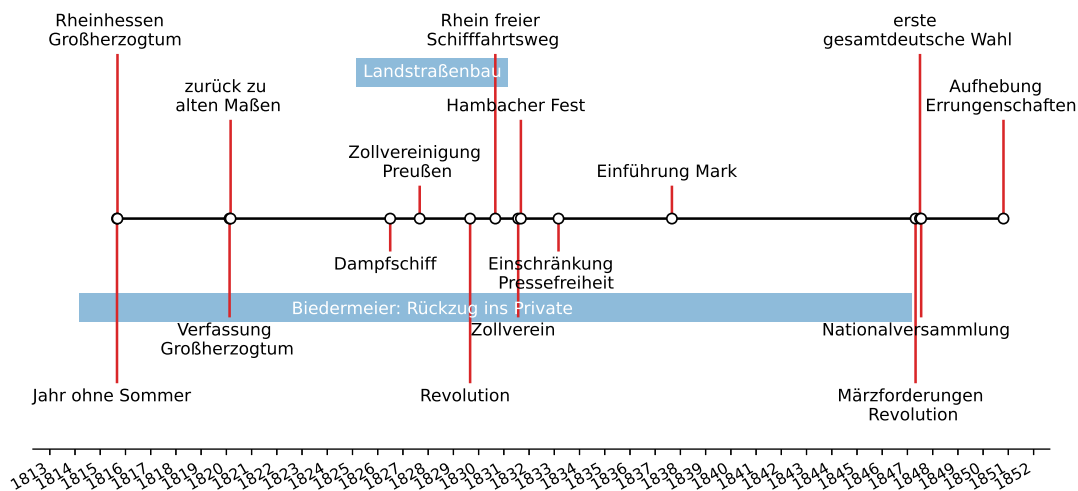 Rheinhessen
Großherzogtum
Rhein freier
Schifffahrtsweg
erste
gesamtdeutsche Wahl
Landstraßenbau
zurück zu
alten Maßen
Hambacher Fest
Aufhebung
Errungenschaften
Zollvereinigung
Preußen
Einführung Mark
Dampfschiff
Einschränkung
Pressefreiheit
Biedermeier: Rückzug ins Private
Verfassung
Großherzogtum
Zollverein
Nationalversammlung
Jahr ohne Sommer
Revolution
Märzforderungen
Revolution
1813 1814 1815 1816 1817 1818 1819 1820 1821 1822 1823 1824 1825 1826 1827 1828 1829 1830 1831 1832 1833 1834 1835 1836 1837 1838 1839 1840 1841 1842 1843 1844 1845 1846 1847 1848 1849 1850 1851 1852